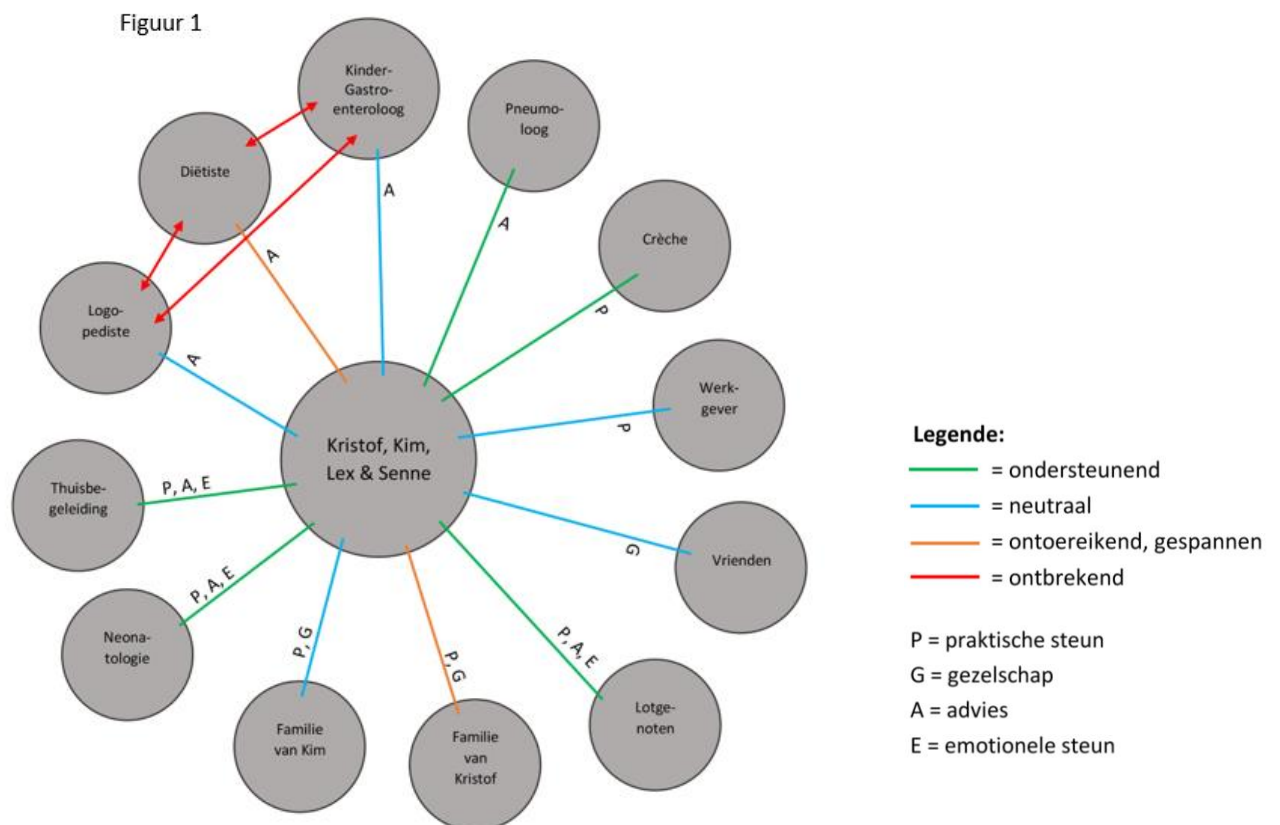 Figuur 1
Kinder-
Gastro-
enteroloog
Pneumo-
loog
Diëtiste
Crèche
Logo-
pediste
Werk-
gever
Kristof, Kim,
Lex & Senne
Thuisbe-
geleiding
Vrienden
Neona-
tologie
Familie
van Kim
Familie
van
Kristof
Lotge-
noten
A
A
A
A
P
P
G
P, A, E
P, A, E
P, G
P, G
P, A, E
Legende:
= ondersteunend
= neutraal
= ontoereikend, gespannen
= ontbrekend
P = praktische steun
G = gezelschap
A = advies
E = emotionele steun